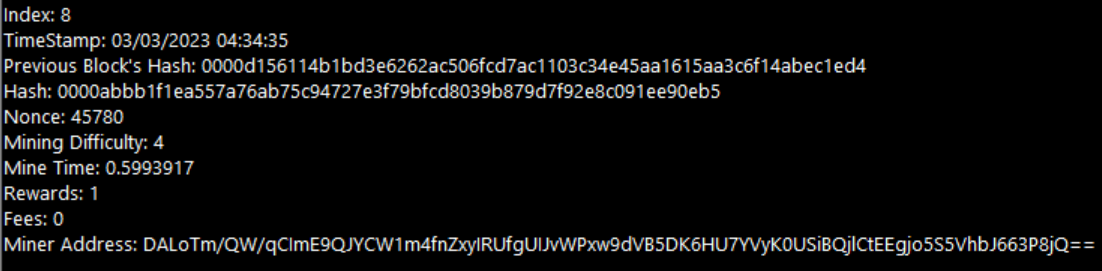 Index: 8
TimeStamp: 03/03/2023 04:34:35
Previous Block's Hash: 0000d156114b1bd3e6262ac506fcd7ac1103c34e45aa1615aa3c6f14abec1ed4
Hash: 0000abbb1f1ea557a76ab75c94727e3f79bfcd8039b879d7f92e8c091ee90eb5
Nonce: 45780
Mining Difficulty: 4
Mine Time: 0.5993917
Rewards: 1
Fees: 0
Miner Address: DALoTm/QW/qCImE9QJYCW1m4fnZxyIRUfgUIJvWPxw9dVB5DK6HU7YVyK0USiBQjlCtEEgjo5S5VhbJ663P8jQ==